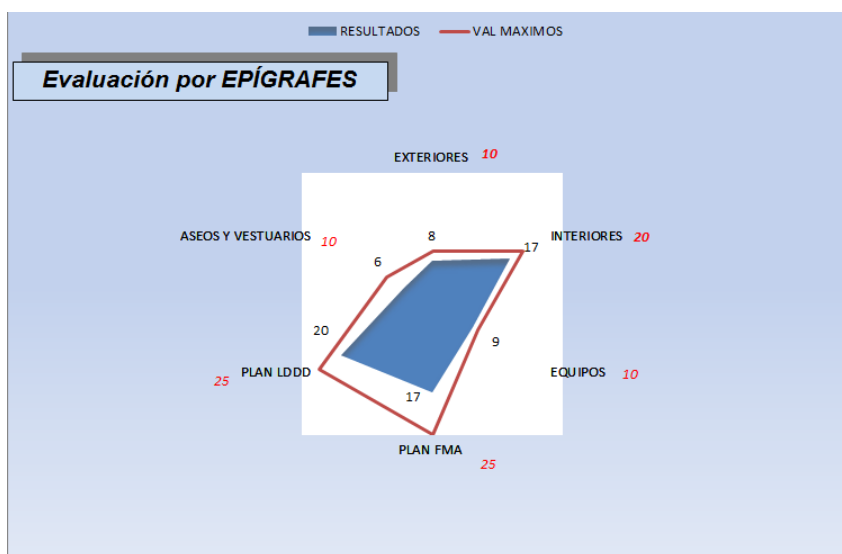 RESULTADOS VAL MAXIMOS
Evaluación por EPÍGRAFES
EXTERIORES 10
8
ASEOS Y VESTUARIOS 10
INTERIORES 20
17
6
20
9
PLAN LDDD
25
EQUIPOS 10
17
PLAN FMA
25